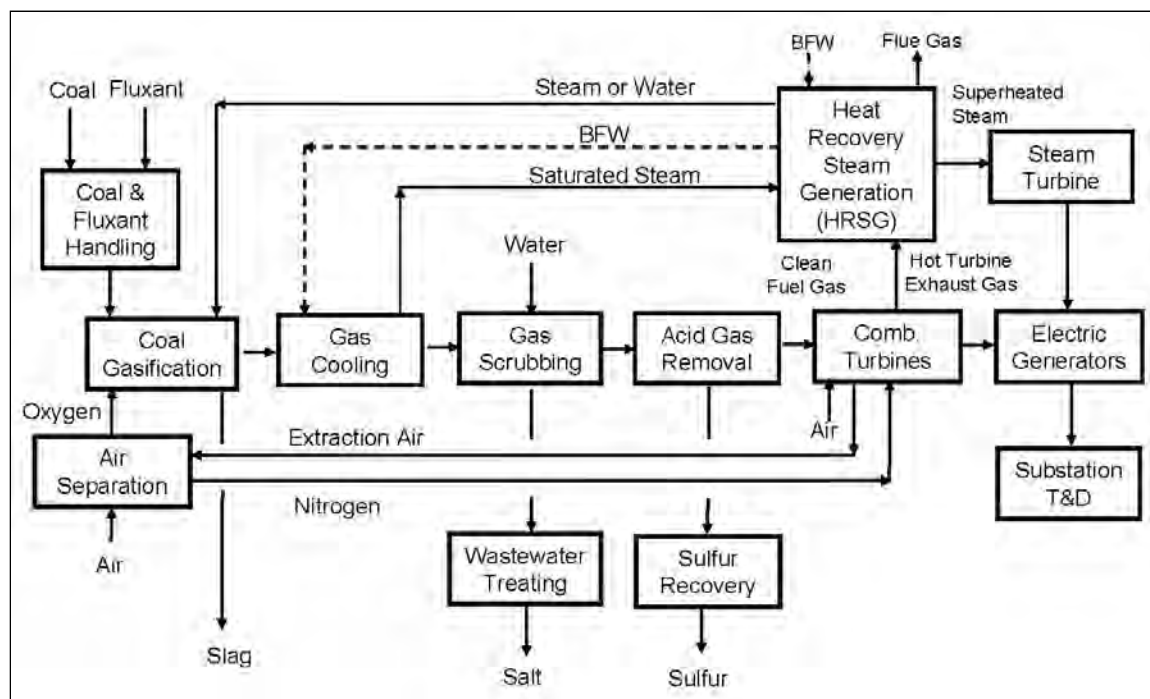 BFW
Flue Gas
Coal
Fluxant
Steam or Water
Heat
Recovery
Steam
Generation
(HRSG)
Superheated
Steam
Steam
Turbine
BFW
Saturated Steam
Coal &
Fluxant
Handling
Water
Clean
Fuel Gas
Hot Turbine
Exhaust Gas
Coal
Gasification
Gas
Cooling
Gas
Scrubbing
Acid Gas
Removal
Comb.
Turbines
Electric
Generators
Oxygen
Extraction Air
Air
Air
Separation
Nitrogen
Substation
T&D
Air
Wastewater
Treating
Sulfur
Recovery
Slag
Salt
Sulfur